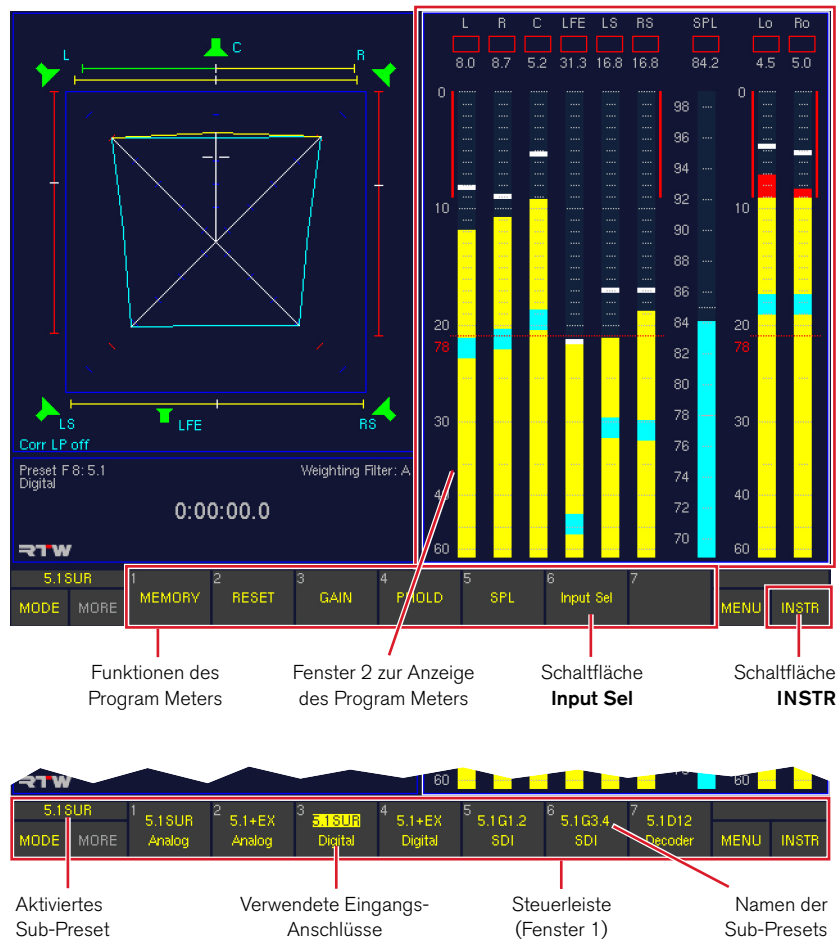 L R C LFE LS RS SPL Lo Ro
8.0 8.7 5.2 31.3 16.8 16.8 84.2 4.5 5.0
L C R
0 0
98
96
94
92
10 10
90
88
86
20 84 20
78 78
82
80
30 78 30
76
74
40 40
72
70
60 60
LS LFE RS
Corr LP off
Preset F 8: 5.1 Weighting Filter: A
Digital
0:00:00.0
RTW
5.1SUR 1 2 3 4 5 6 7
MODE MORE MEMORY RESET GAIN PHOLD SPL Input Sel MENU INSTR
Funktionen des Fenster 2 zur Anzeige Schaltfläche Schaltfläche
Program Meters des Program Meters Input Sel INSTR
RTW 60 60
5.1SUR 1 5.1SUR 2 5.1+EX 3 5.1SUR 4 5.1+EX 5 5.1G1.2 6 5.1G3.4 7 5.1D12
MODE MORE Analog Analog Digital Digital SDI SDI Decoder MENU INSTR
Aktiviertes Verwendete Eingangs- Steuerleiste Namen der
Sub-Preset Anschlüsse (Fenster 1) Sub-Presets